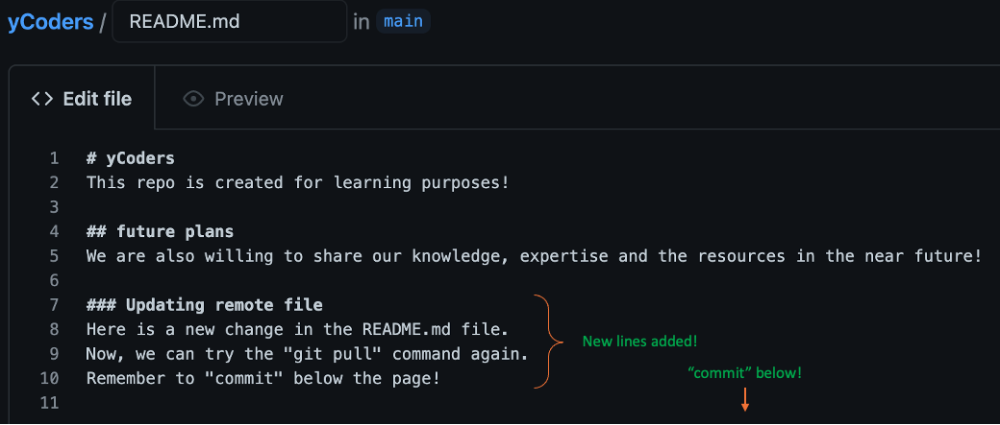 yCoders / README.md in main
<> Edit file Preview
1 # yCoders
2 This repo is created for learning purposes!
3
4 ## future plans
5 We are also willing to share our knowledge, expertise and the resources in the near future!
6
7 ### Updating remote file
8 Here is a new change in the README.md file.
9 Now, we can try the "git pull" command again.
10 Remember to "commit" below the page!
11
New lines added!
“commit” below!